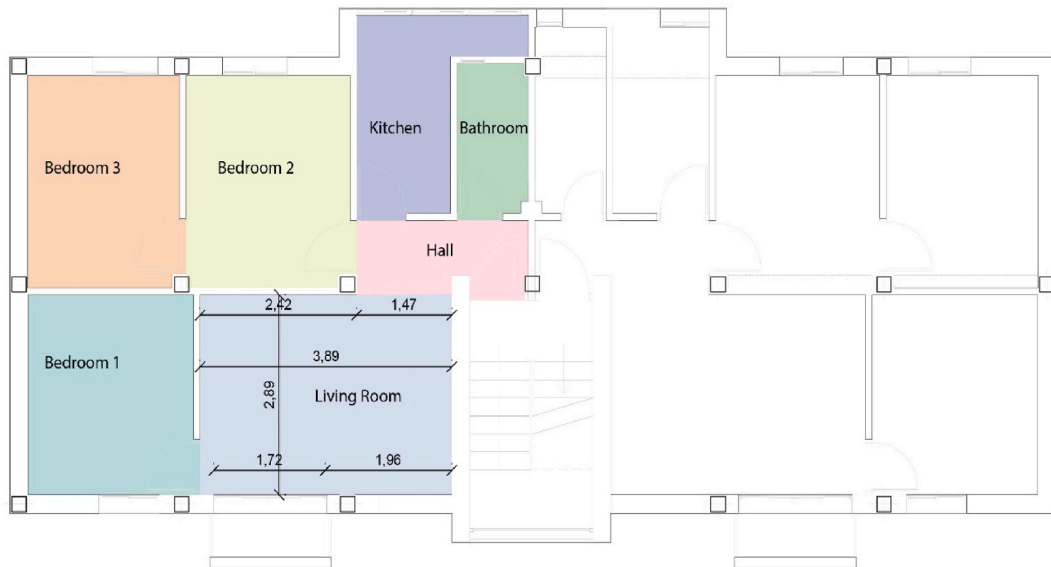 Kitchen
Bathroom
Bedroom 3
Bedroom 2
Hall
2,42
1,47
Bedroom 1
3,89
2,89
Living Room
1,72
1,96